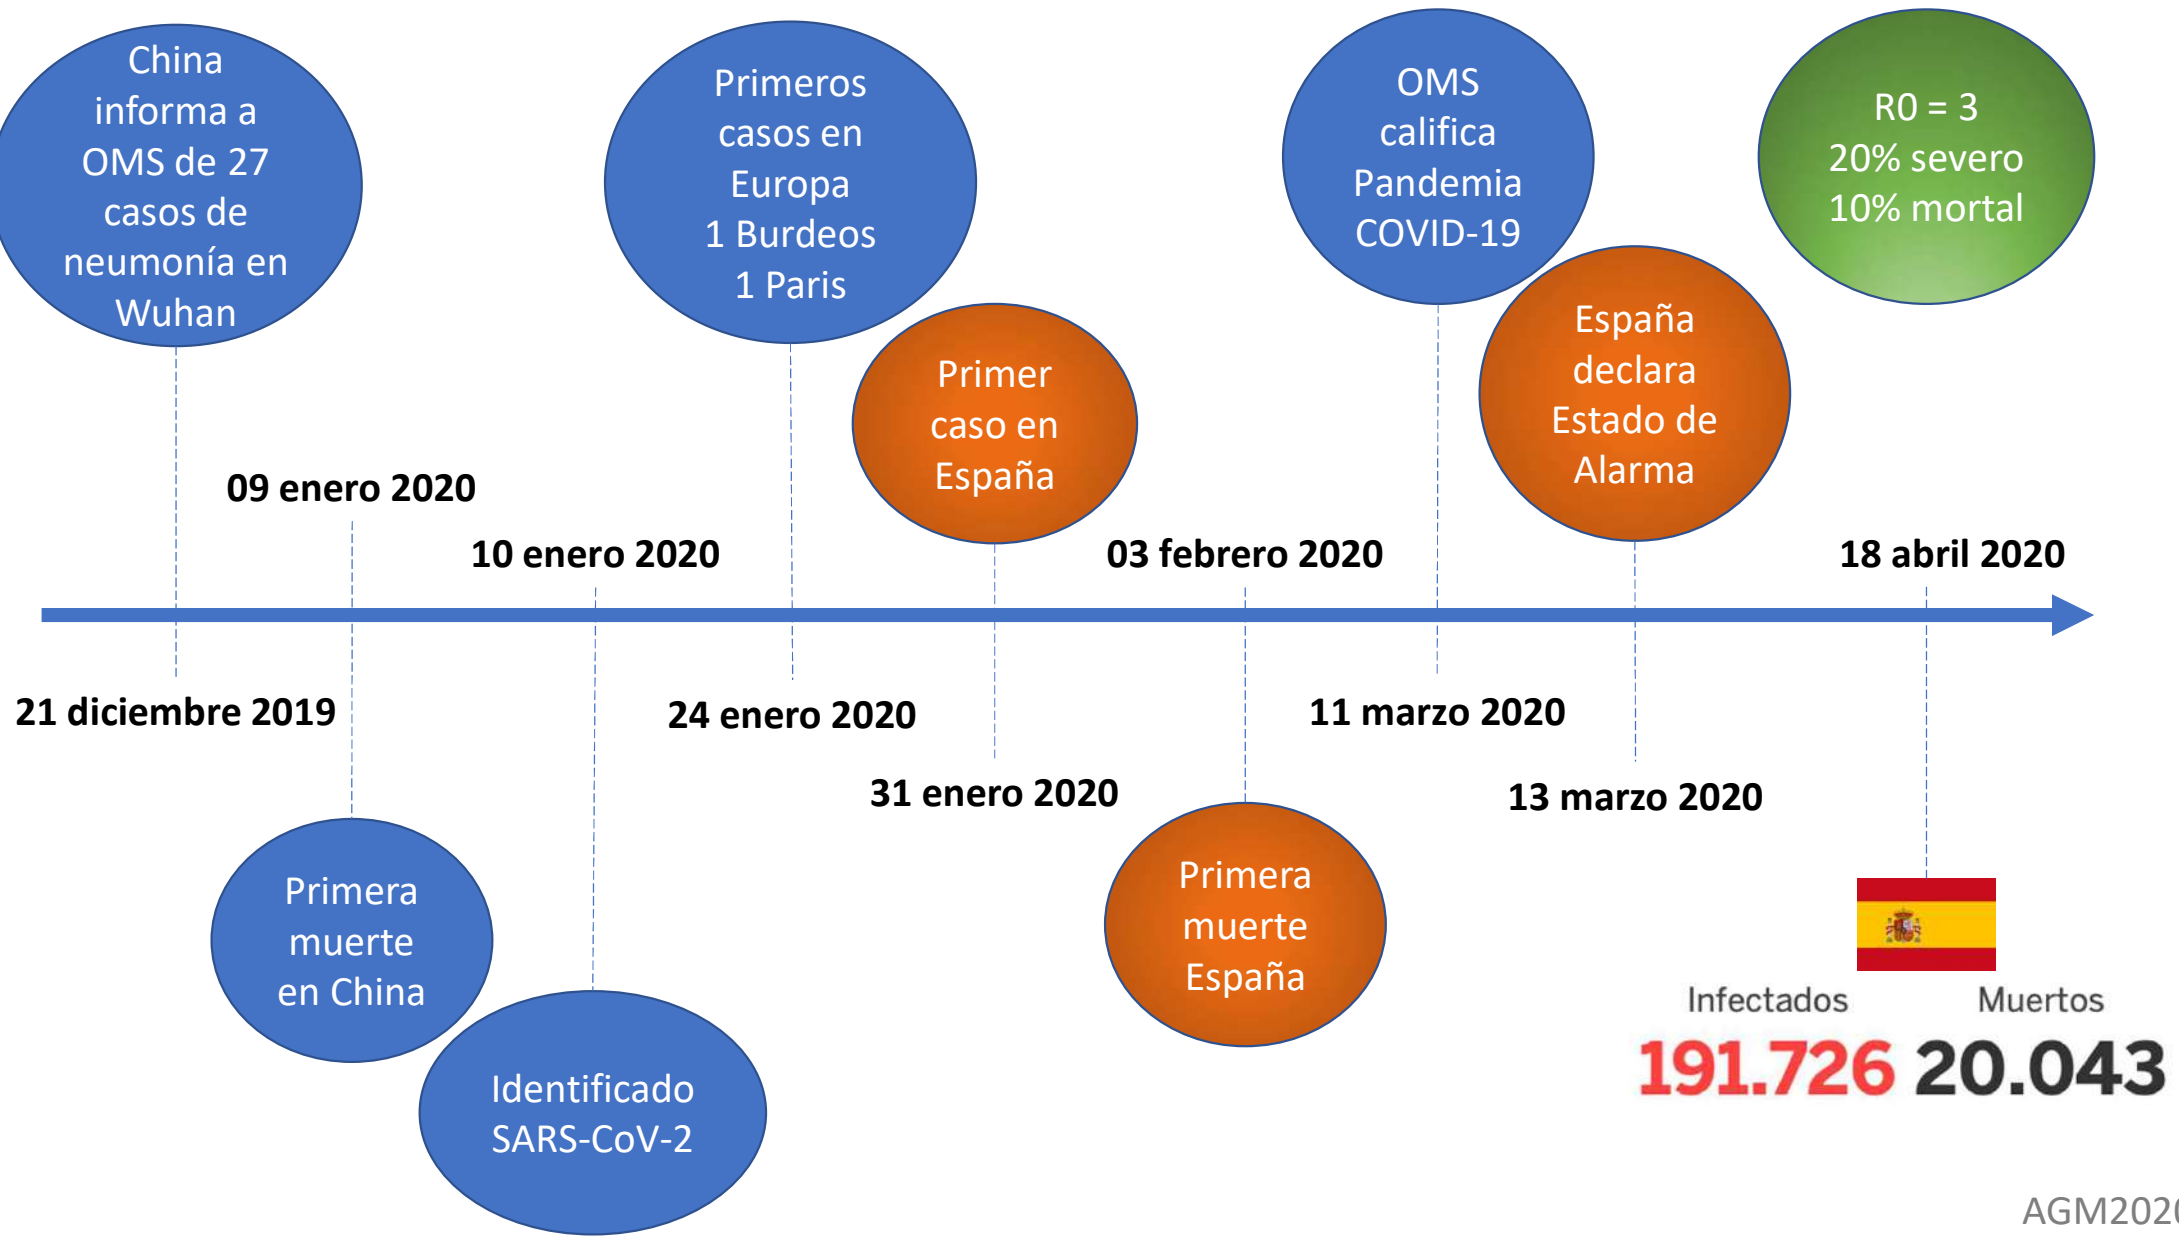 China
informa a
OMS de 27
casos de
neumonía en
Wuhan
Primeros
casos en
Europa
1 Burdeos
1 Paris
OMS
califica
Pandemia
COVID-19
R0 = 3
20% severo
10% mortal
Primer
caso en
España
España
declara
Estado de
Alarma
09 enero 2020
10 enero 2020
03 febrero 2020
18 abril 2020
21 diciembre 2019
24 enero 2020
11 marzo 2020
31 enero 2020
13 marzo 2020
Primera
muerte
en China
Primera
muerte
España
Identificado
SARS-CoV-2
Infectados Muertos
191.726 20.043
AGM2020